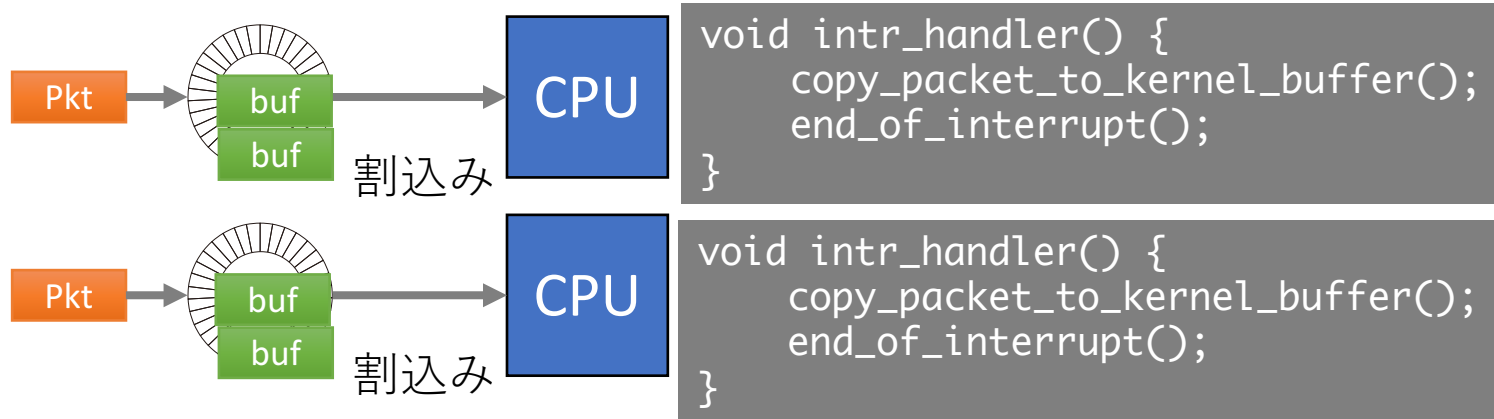 Pkt
buf
buf
割込み
CPU
void intr_handler() {
    copy_packet_to_kernel_buffer();
    end_of_interrupt();
}
Pkt
buf
buf
割込み
CPU
void intr_handler() {
    copy_packet_to_kernel_buffer();
    end_of_interrupt();
}